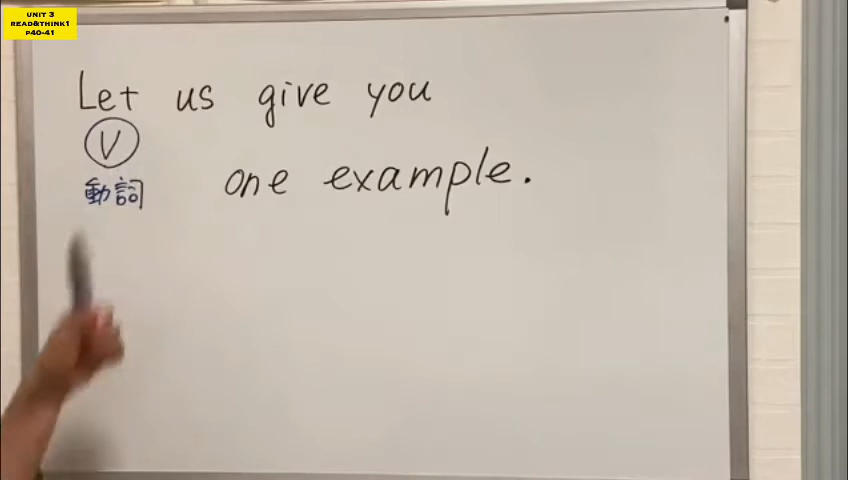 UNIT 3
READ&THINK1
P40-41
Let us give you
V
動詞
one example.